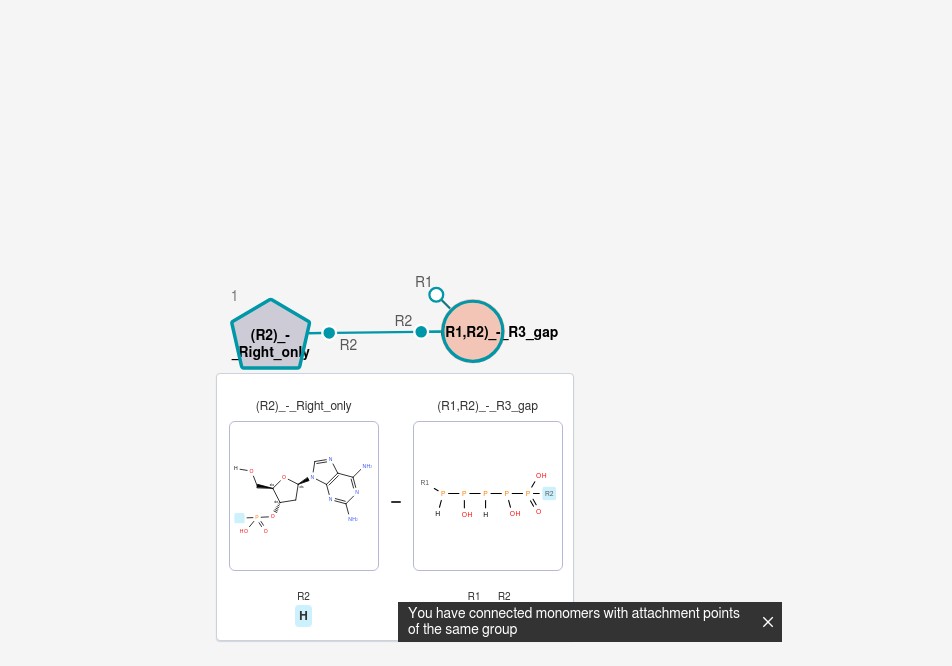 R1
1
R2
(R2)_-
_Right_only
R1,R2)_-_R3_gap
R2
(R2)_-_Right_only
(R1,R2)_-_R3_gap
H
O
O
N
N
N
N
NH₂
NH₂
P
O
HO
O
R1
P
P
P
P
P
R2
OH
H
OH
H
OH
O
R2
R1 R2
H
You have connected monomers with attachment points
of the same group